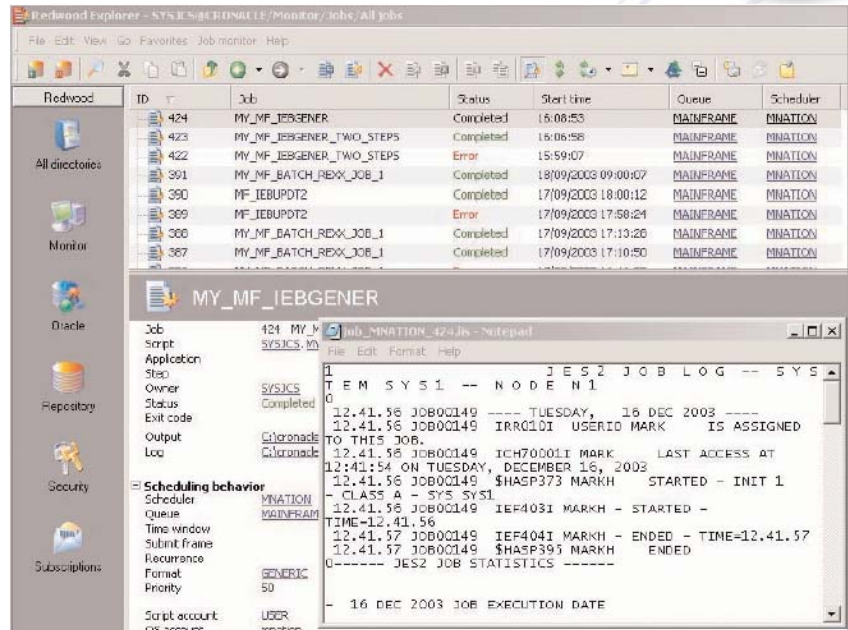 Redwood Explorer - SYSJCS@CRONACLE/Monitor/Jobs/All jobs
File Edit View Go Favorites Job monitor Help
Redwood
All directories
Monitor
Oracle
Repository
Security
Subscriptions
ID Job Status Start time Queue Scheduler
424 MY_MF_IEBGENER Completed 16:08:53 MAINFRAME MNATION
423 MY_MF_IEBGENER_TWO_STEPS Completed 16:06:58 MAINFRAME MNATION
422 MY_MF_IEBGENER_TWO_STEPS Error 15:59:07 MAINFRAME MNATION
391 MY_MF_BATCH_REXX_JOB_1 Completed 18/09/2003 09:00:07 MAINFRAME MNATION
390 MF_IEBUPDT2 Completed 17/09/2003 18:00:12 MAINFRAME MNATION
389 MF_IEBUPDT2 Error 17/09/2003 17:58:24 MAINFRAME MNATION
388 MY_MF_BATCH_REXX_JOB_1 Completed 17/09/2003 17:13:28 MAINFRAME MNATION
387 MY_MF_BATCH_REXX_JOB_1 Completed 17/09/2003 17:10:50 MAINFRAME MNATION
MY_MF_IEBGENER
Job 424 MY_M
Script SYSJCS.MY
Application
Step
Owner SYSJCS
Status Completed
Exit code
Output C:\cronacle
Log C:\cronacle
Scheduling behavior
Scheduler MNATION
Queue MAINFRAM
Time window
Submit frame
Recurrence
Format GENERIC
Priority 50
Script account USER
Job_MNATION_424.lis - Notepad
File Edit Format Help
1 J E S 2 J O B L O G -- S Y S
T E M S Y S 1 -- N O D E N 1
0
12.41.56 JOB00149 ---- TUESDAY, 16 DEC 2003 ----
12.41.56 JOB00149 IRR010I USERID MARK IS ASSIGNED
TO THIS JOB.
12.41.56 JOB00149 ICH70001I MARK LAST ACCESS AT
12:41:54 ON TUESDAY, DECEMBER 16, 2003
12.41.56 JOB00149 $HASP373 MARKH STARTED - INIT 1
- CLASS A - SYS SYS1
12.41.56 JOB00149 IEF403I MARKH - STARTED -
TIME=12.41.56
12.41.57 JOB00149 IEF404I MARKH - ENDED - TIME=12.41.57
12.41.57 JOB00149 $HASP395 MARKH ENDED
0------ JES2 JOB STATISTICS ------
- 16 DEC 2003 JOB EXECUTION DATE